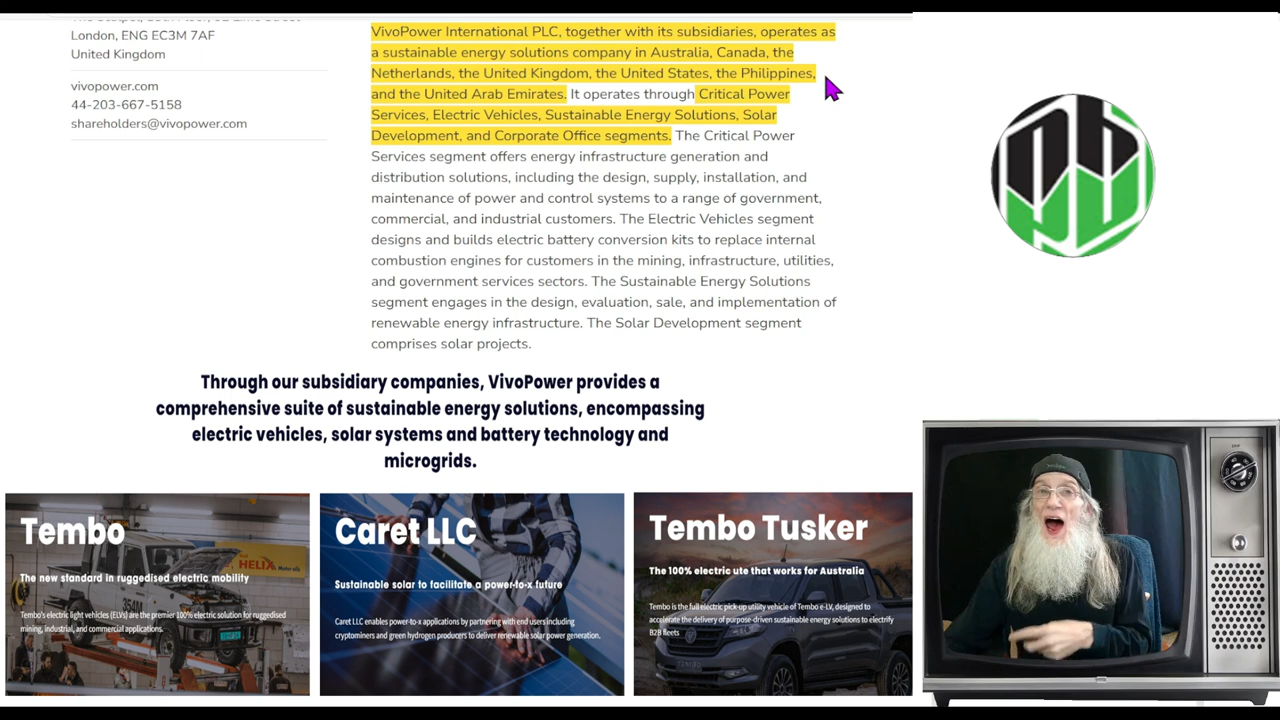 London, ENG EC3M 7AF
United Kingdom
vivopower.com
44-203-667-5158
shareholders@vivopower.com
VivoPower International PLC, together with its subsidiaries, operates as
a sustainable energy solutions company in Australia, Canada, the
Netherlands, the United Kingdom, the United States, the Philippines,
and the United Arab Emirates. It operates through Critical Power
Services, Electric Vehicles, Sustainable Energy Solutions, Solar
Development, and Corporate Office segments. The Critical Power
Services segment offers energy infrastructure generation and
distribution solutions, including the design, supply, installation, and
maintenance of power and control systems to a range of government,
commercial, and industrial customers. The Electric Vehicles segment
designs and builds electric battery conversion kits to replace internal
combustion engines for customers in the mining, infrastructure, utilities,
and government services sectors. The Sustainable Energy Solutions
segment engages in the design, evaluation, sale, and implementation of
renewable energy infrastructure. The Solar Development segment
comprises solar projects.
Through our subsidiary companies, VivoPower provides a
comprehensive suite of sustainable energy solutions, encompassing
electric vehicles, solar systems and battery technology and
microgrids.
Tembo
The new standard in ruggedised electric mobility
Tembo's electric light vehicles (ELVs) are the premier 100% electric solution for ruggedised
mining, industrial, and commercial applications.
HELIX
Motor oils
Caret LLC
Sustainable solar to facilitate a power-to-x future
Caret LLC enables power-to-x applications by partnering with end users including
cryptominers and green hydrogen producers to deliver renewable solar power generation.
Tembo Tusker
The 100% electric ute that works for Australia
Tembo is the full electric pick-up utility vehicle of Tembo e-LV, designed to
accelerate the delivery of purpose-driven sustainable energy solutions to electrify
B2B fleets